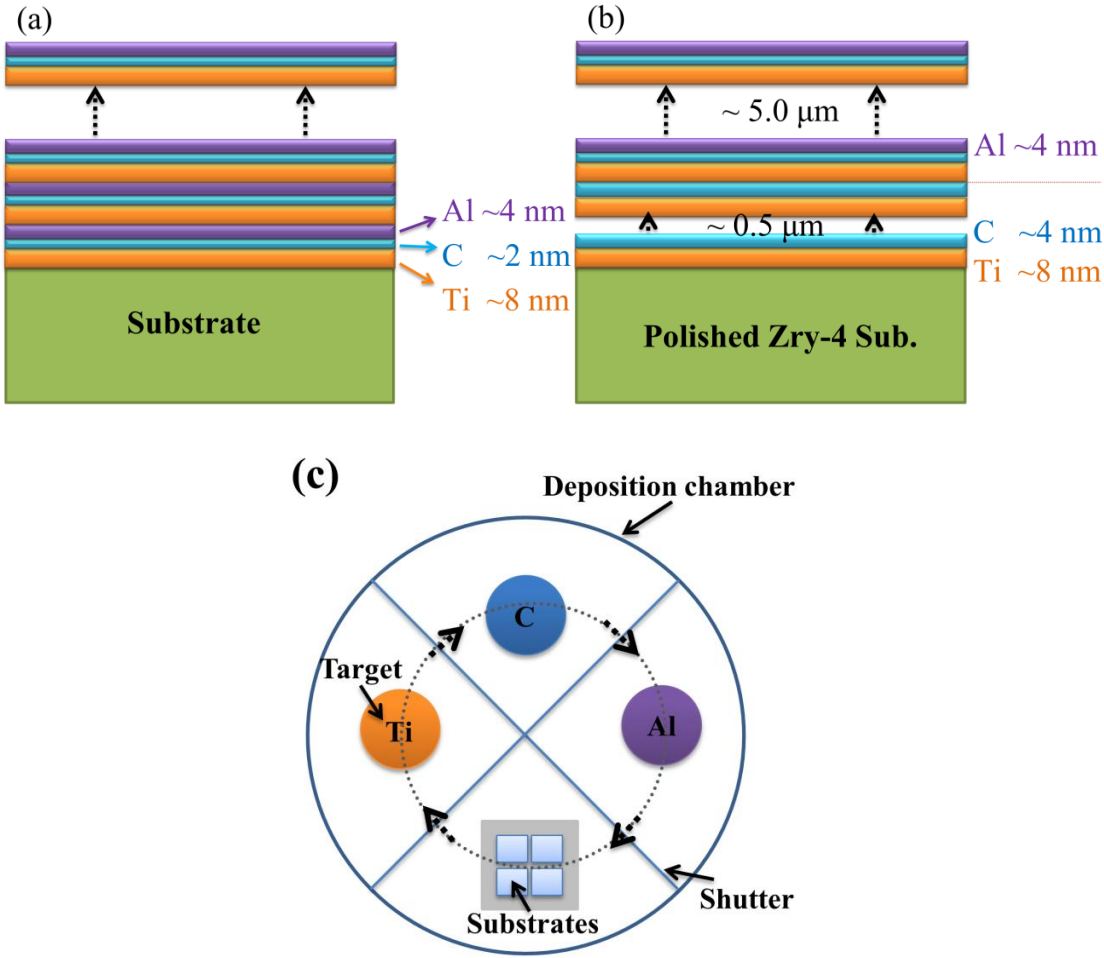 (a)
Al ~4 nm
C ~2 nm
Ti ~8 nm
Substrate
(b)
~ 5.0 μm
Al ~4 nm
~ 0.5 μm
C ~4 nm
Ti ~8 nm
Polished Zry-4 Sub.
(c)
Deposition chamber
C
Target
Ti
Al
Shutter
Substrates